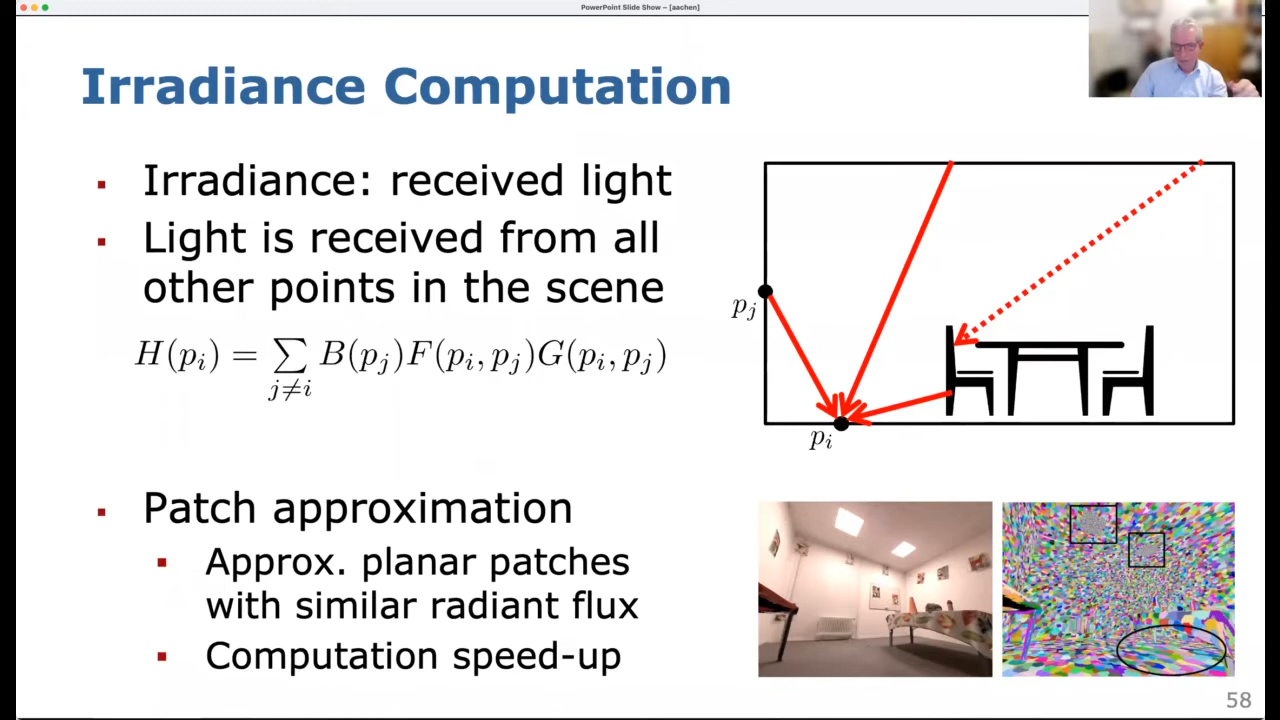 PowerPoint Slide Show – [aachen]
Irradiance Computation
▪ Irradiance: received light
▪ Light is received from all
other points in the scene
H(p_i) = ∑_{j≠i} B(p_j)F(p_i, p_j)G(p_i, p_j)
p_j
p_i
▪ Patch approximation
▪ Approx. planar patches
with similar radiant flux
▪ Computation speed-up
58